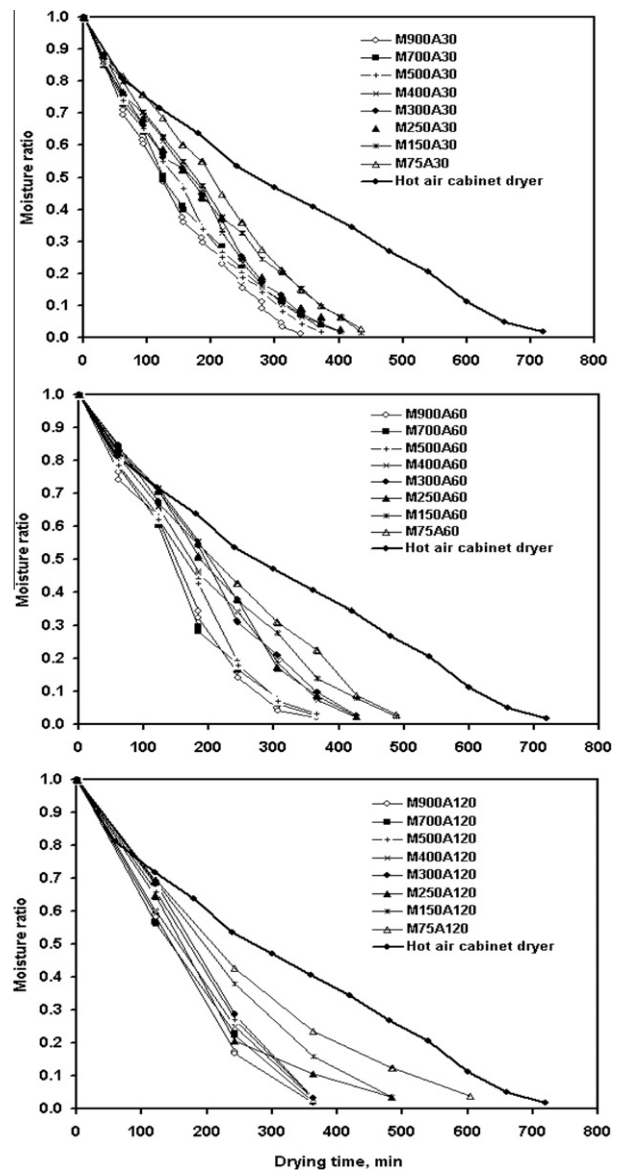 1.0
0.9
0.8
0.7
0.6
0.5
0.4
0.3
0.2
0.1
0.0
Moisture ratio
M900A30
M700A30
M500A30
M400A30
M300A30
M250A30
M150A30
M75A30
Hot air cabinet dryer
0 100 200 300 400 500 600 700 800
1.0
0.9
0.8
0.7
0.6
0.5
0.4
0.3
0.2
0.1
0.0
Moisture ratio
M900A60
M700A60
M500A60
M400A60
M300A60
M250A60
M150A60
M75A60
Hot air cabinet dryer
0 100 200 300 400 500 600 700 800
1.0
0.9
0.8
0.7
0.6
0.5
0.4
0.3
0.2
0.1
0.0
Moisture ratio
M900A120
M700A120
M500A120
M400A120
M300A120
M250A120
M150A120
M75A120
Hot air cabinet dryer
0 100 200 300 400 500 600 700 800
Drying time, min